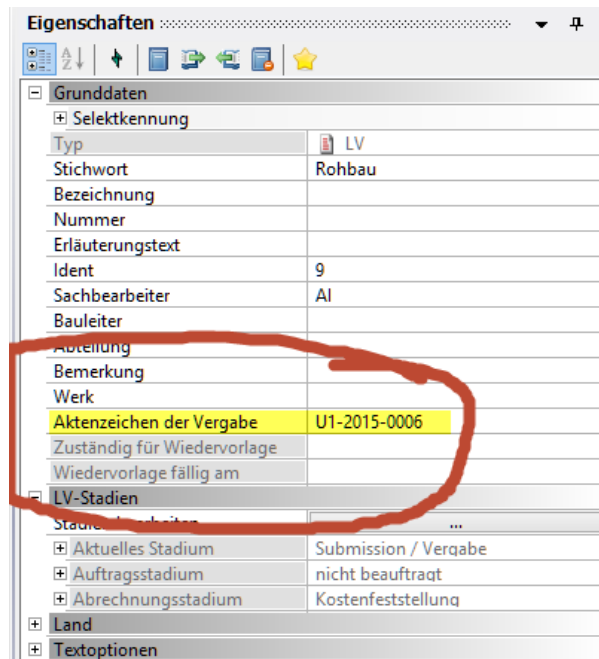 Eigenschaften
Grunddaten
Selektkennung
Typ LV
Stichwort Rohbau
Bezeichnung
Nummer
Erläuterungstext
Ident 9
Sachbearbeiter AI
Bauleiter
Abteilung
Bemerkung
Werk
Aktenzeichen der Vergabe U1-2015-0006
Zuständig für Wiedervorlage
Wiedervorlage fällig am
LV-Stadien
...
Aktuelles Stadium Submission / Vergabe
Auftragsstadium nicht beauftragt
Abrechnungsstadium Kostenfeststellung
Land
Textoptionen